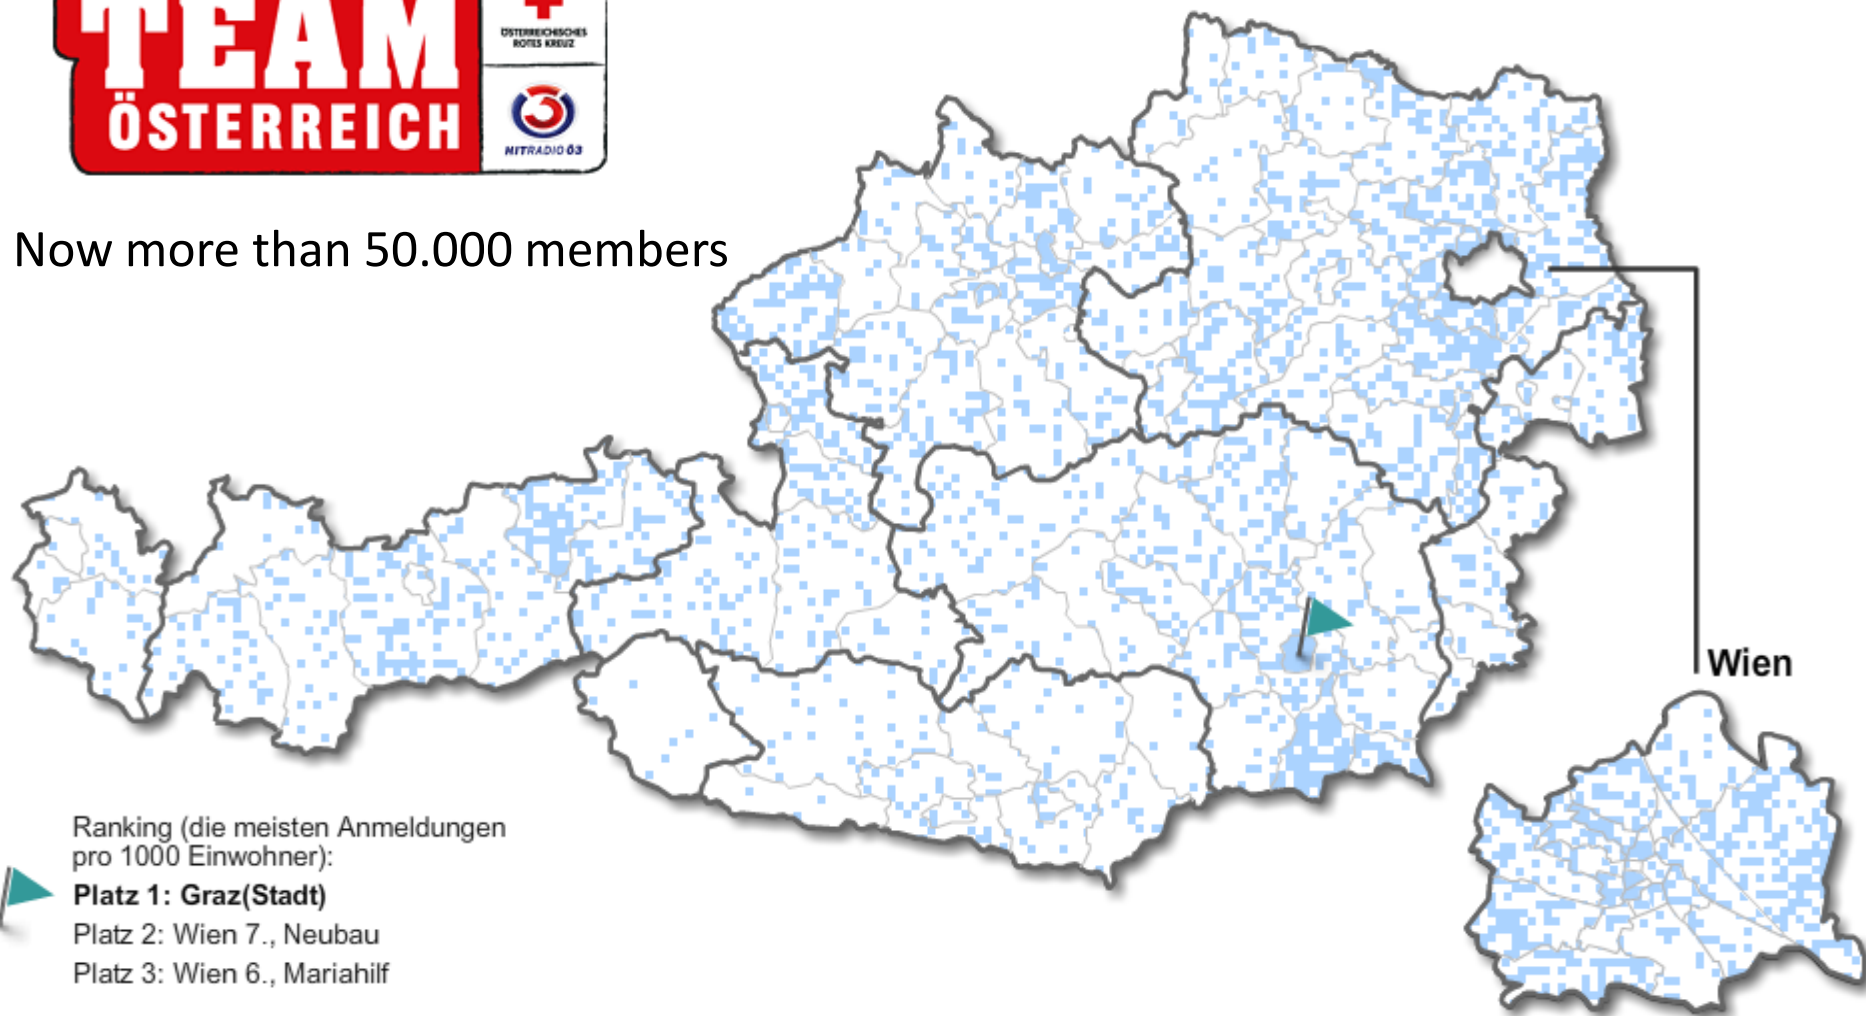 TEAM
ÖSTERREICH
ÖSTERREICHISCHES
ROTES KREUZ
3
HITRADIO Ö3
Now more than 50.000 members
Wien
Ranking (die meisten Anmeldungen
pro 1000 Einwohner):
Platz 1: Graz(Stadt)
Platz 2: Wien 7., Neubau
Platz 3: Wien 6., Mariahilf